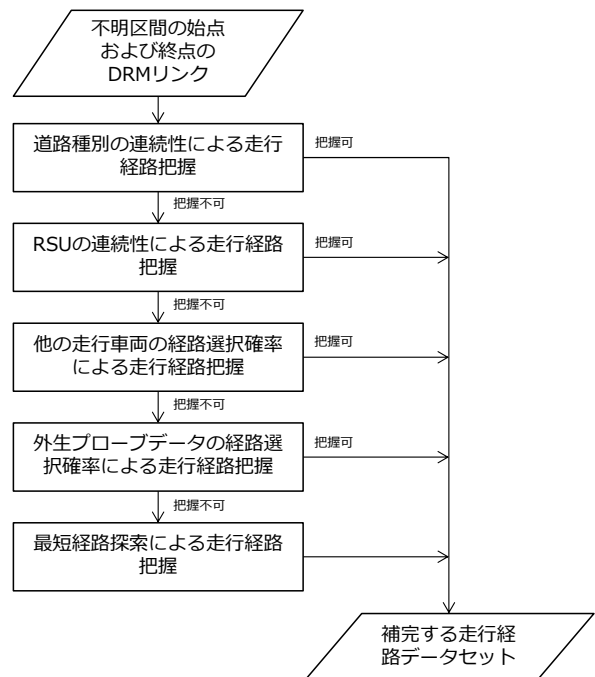 不明区間の始点
および終点の
DRMリンク
道路種別の連続性による走行
経路把握
把握可
把握不可
RSUの連続性による走行経路
把握
把握可
把握不可
他の走行車両の経路選択確率
による走行経路把握
把握可
把握不可
外生プローブデータの経路選
択確率による走行経路把握
把握可
把握不可
最短経路探索による走行経路
把握
補完する走行経
路データセット